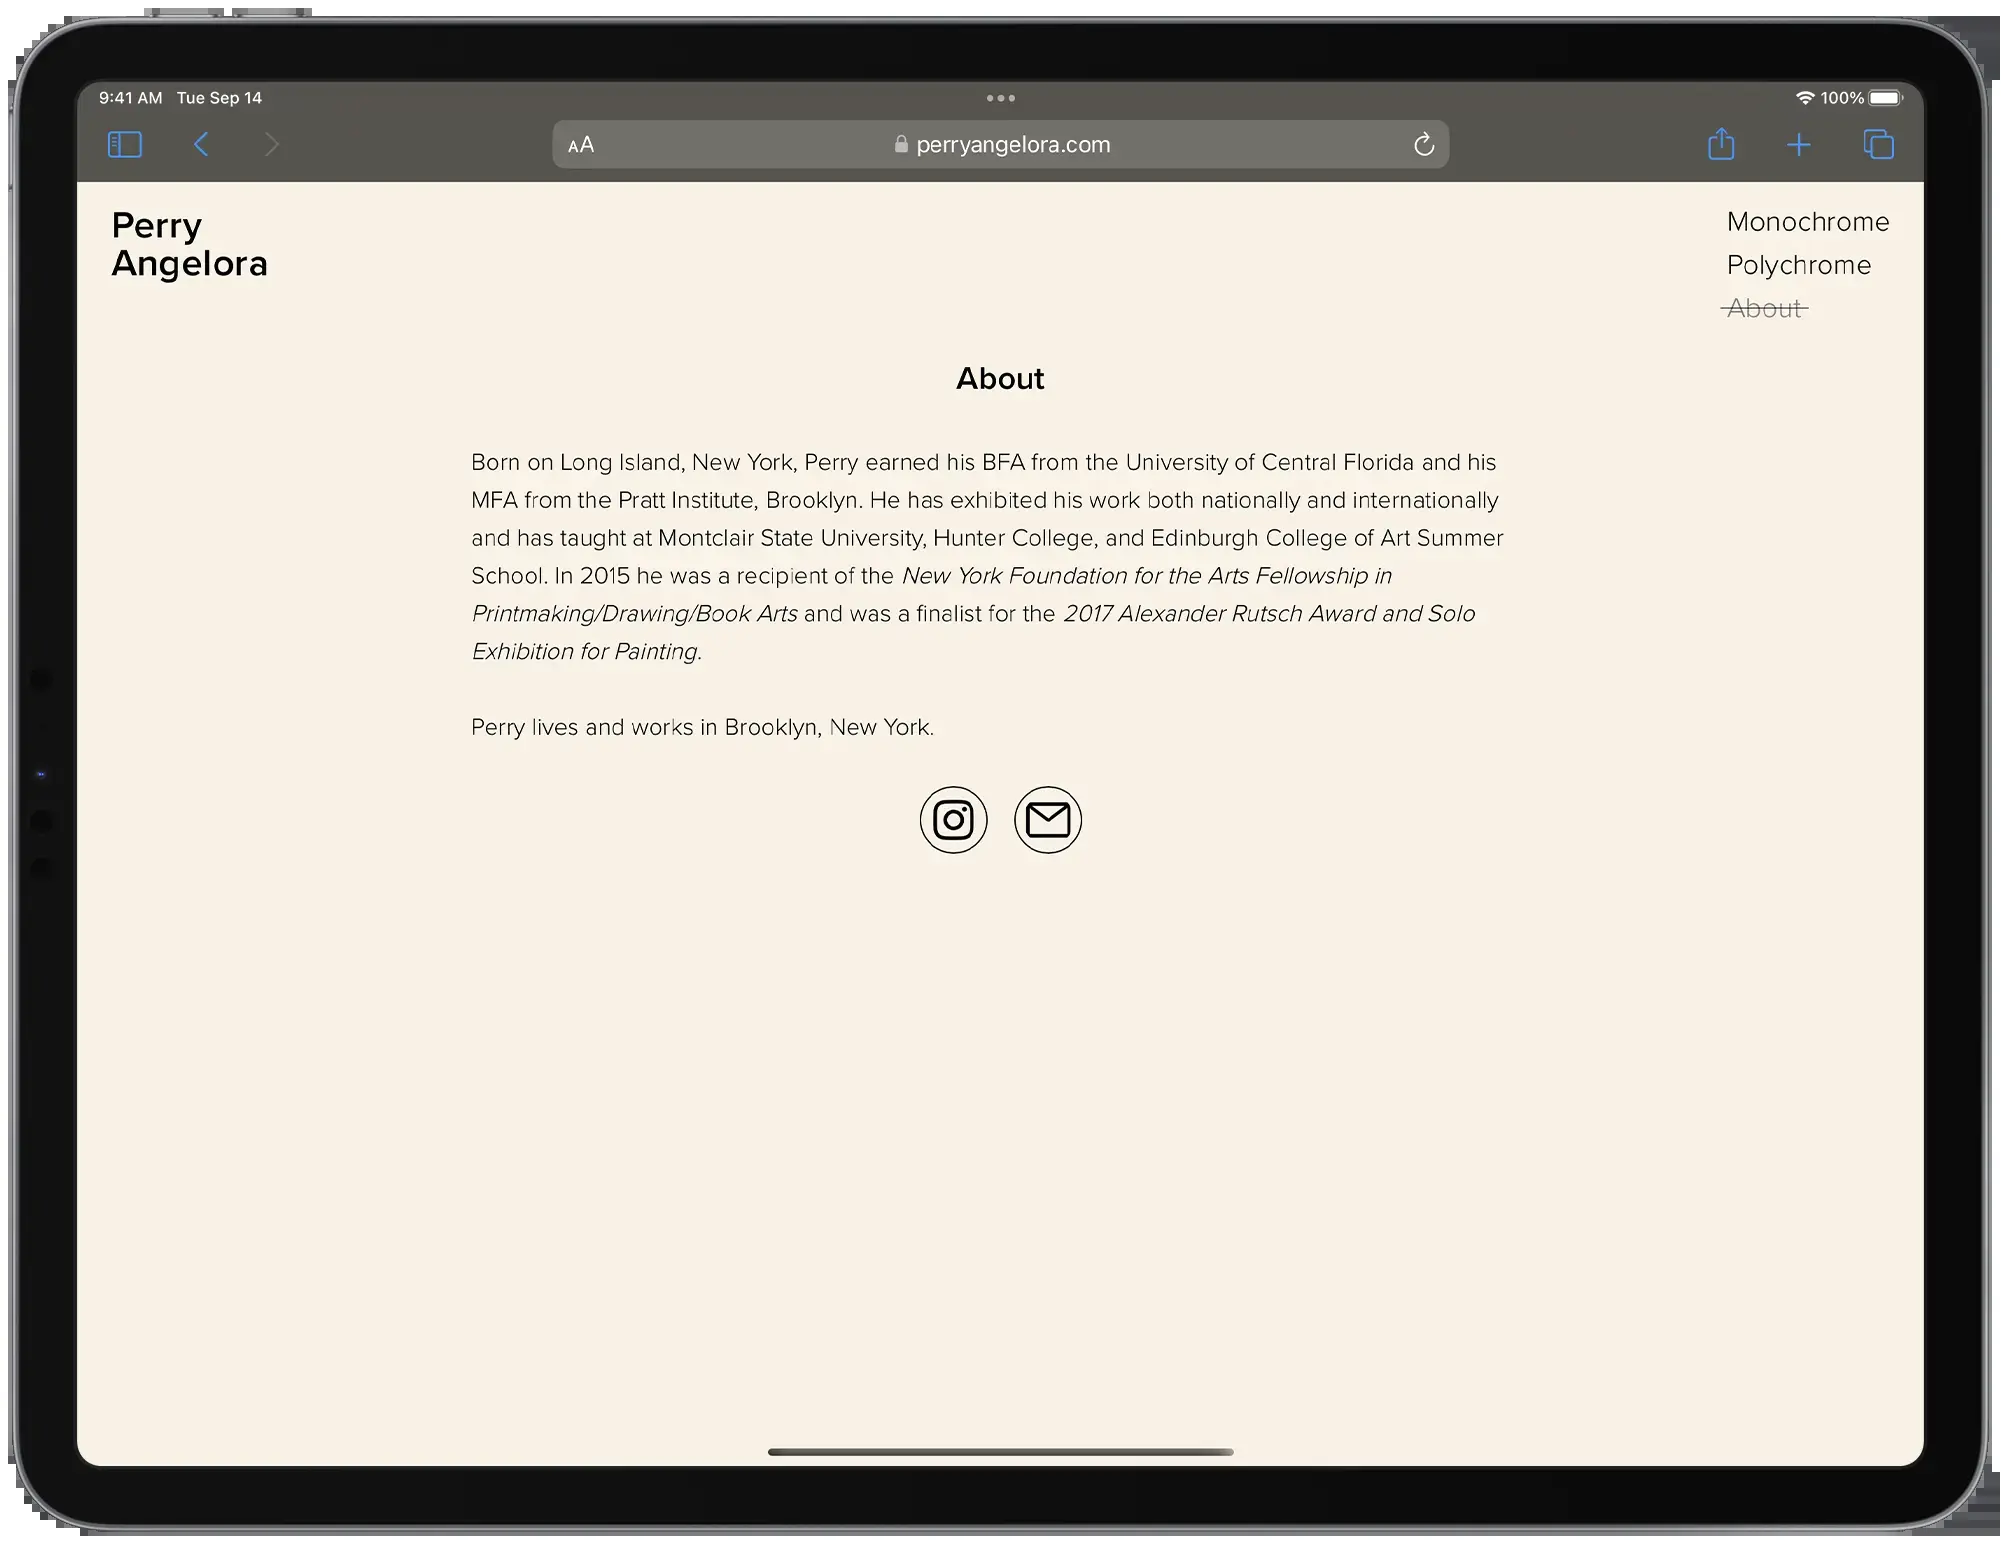 9:41 AM Tue Sep 14
100%
AA
perryangelora.com
Perry
Angelora
Monochrome
Polychrome
About
About
Born on Long Island, New York, Perry earned his BFA from the University of Central Florida and his
MFA from the Pratt Institute, Brooklyn. He has exhibited his work both nationally and internationally
and has taught at Montclair State University, Hunter College, and Edinburgh College of Art Summer
School. In 2015 he was a recipient of the New York Foundation for the Arts Fellowship in
Printmaking/Drawing/Book Arts and was a finalist for the 2017 Alexander Rutsch Award and Solo
Exhibition for Painting.
Perry lives and works in Brooklyn, New York.